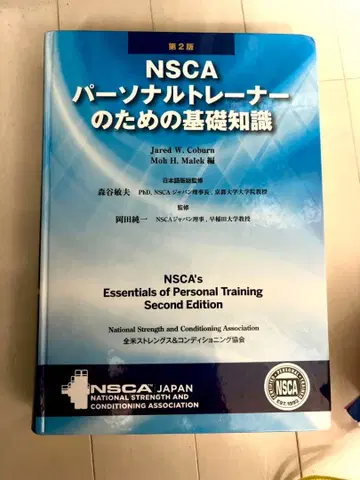 第2版
NSCA
パーソナルトレーナー
のための基礎知識
Jared W. Coburn
Moh H. Malek 編
日本語版総監修
森谷敏夫 PhD, NSCAジャパン理事長, 京都大学大学院教授
監修
岡田純一 NSCAジャパン理事, 早稲田大学教授
NSCA's
Essentials of Personal Training
Second Edition
National Strength and Conditioning Association
全米ストレングス&コンディショニング協会
NSCA JAPAN
NATIONAL STRENGTH AND
CONDITIONING ASSOCIATION
NSCA
EST. 1993